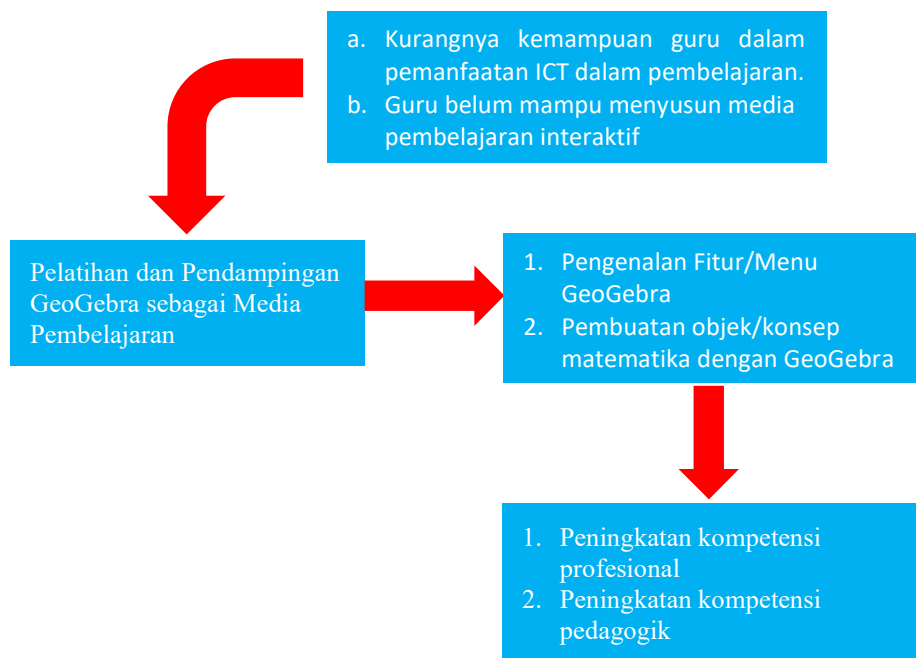 a. Kurangnya kemampuan guru dalam
pemanfaatan ICT dalam pembelajaran.
b. Guru belum mampu menyusun media
pembelajaran interaktif
Pelatihan dan Pendampingan
GeoGebra sebagai Media
Pembelajaran
1. Pengenalan Fitur/Menu
GeoGebra
2. Pembuatan objek/konsep
matematika dengan GeoGebra
1. Peningkatan kompetensi
profesional
2. Peningkatan kompetensi
pedagogik